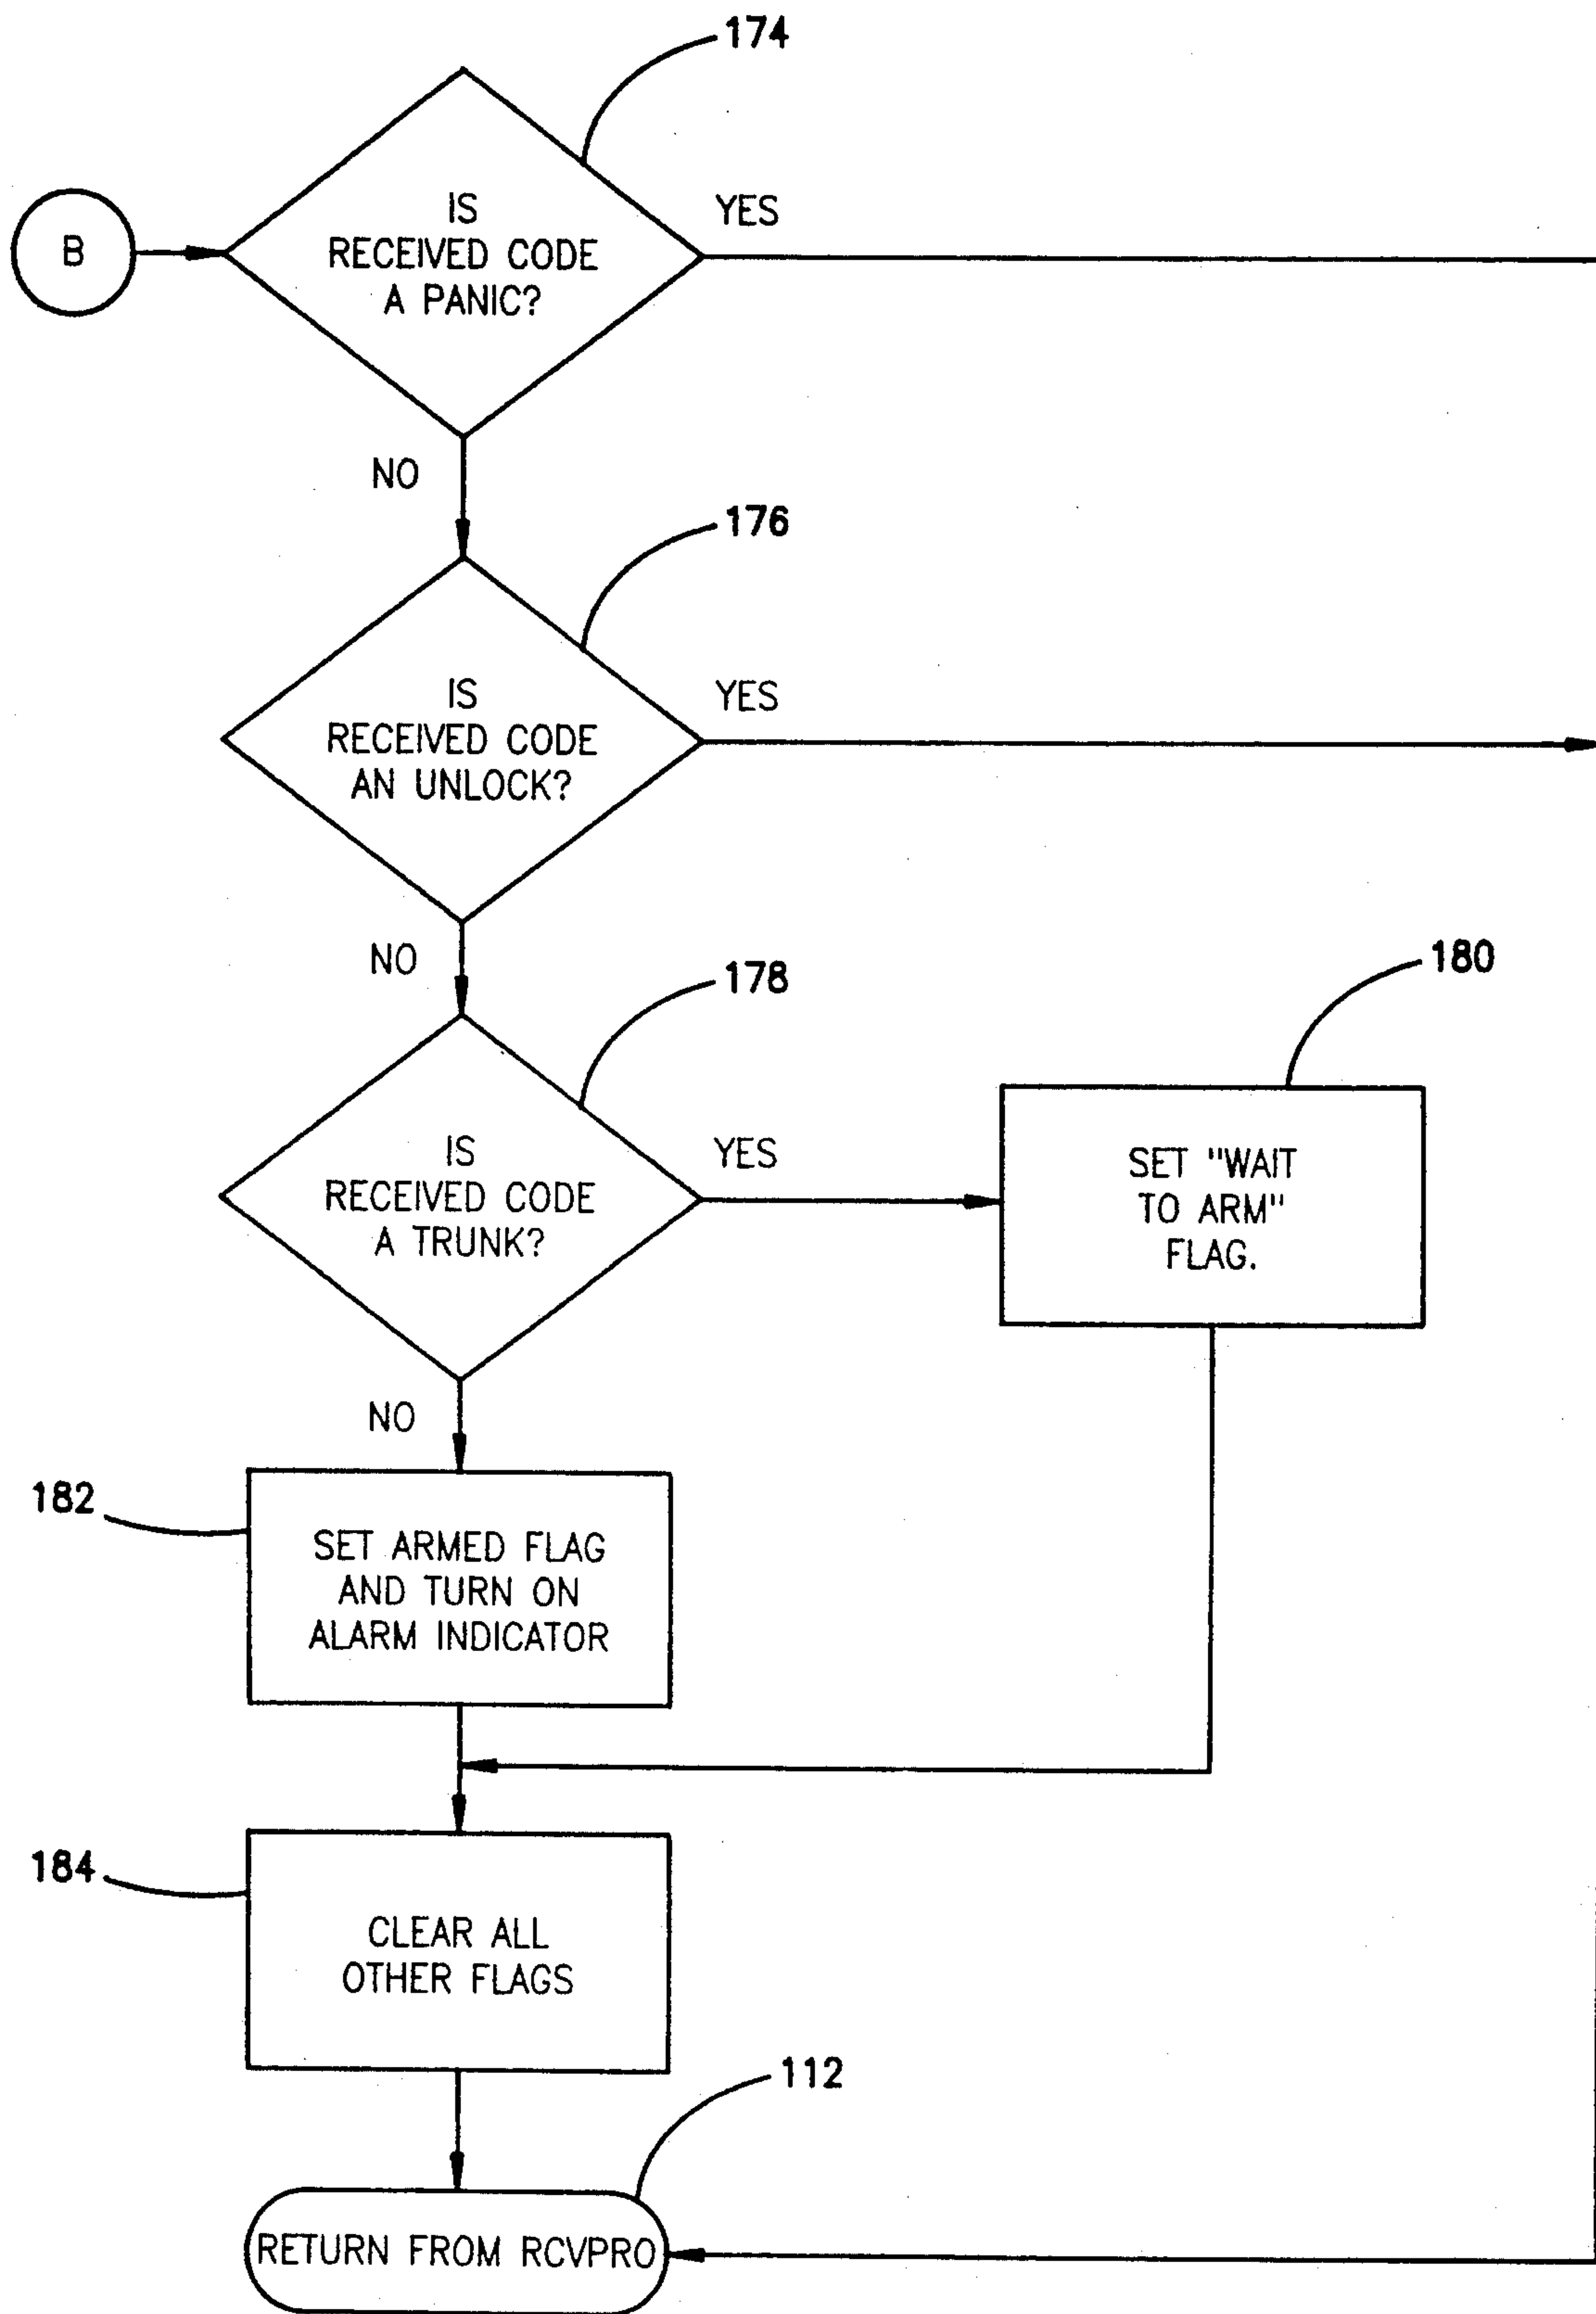 174
B
IS
RECEIVED CODE
A PANIC?
YES
NO
176
IS
RECEIVED CODE
AN UNLOCK?
YES
NO
178
IS
RECEIVED CODE
A TRUNK?
YES
180
SET "WAIT
TO ARM"
FLAG.
NO
182
SET ARMED FLAG
AND TURN ON
ALARM INDICATOR
184
CLEAR ALL
OTHER FLAGS
112
RETURN FROM RCVPRO